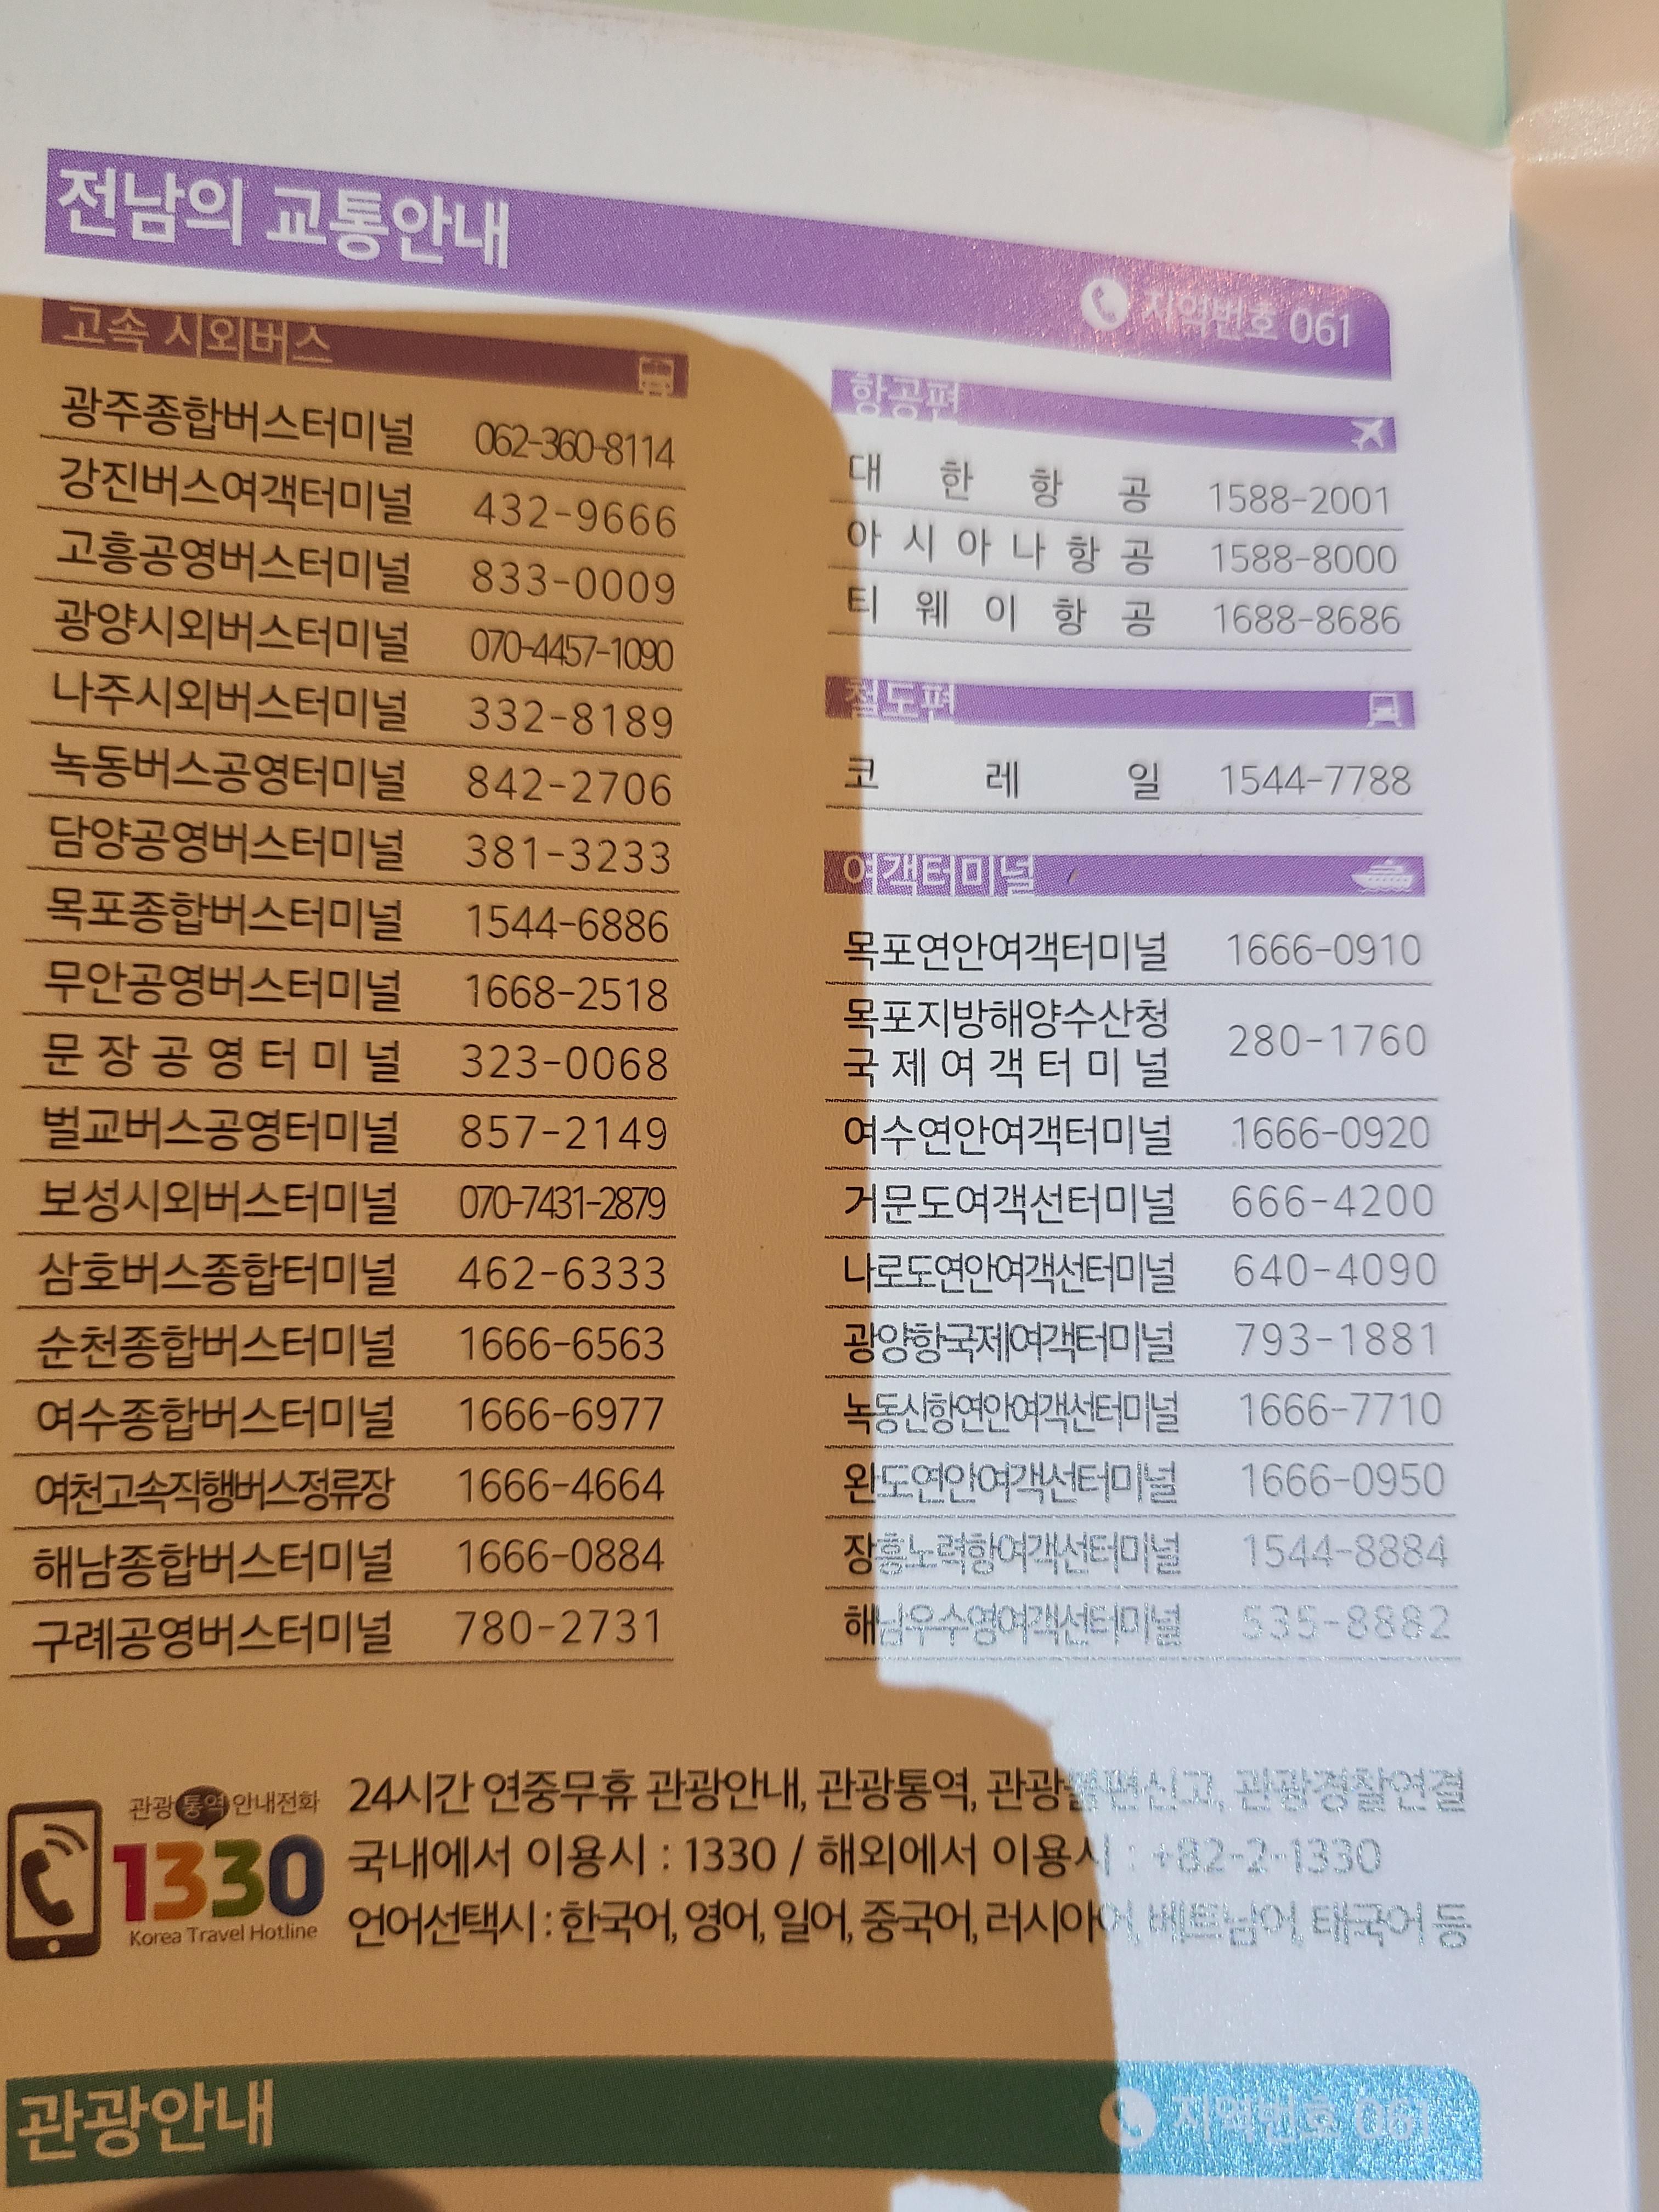 전남의 교통안내
지역번호 061
고속 시외버스
광주종합버스터미널 062-360-8114
강진버스여객터미널 432-9666
고흥공영버스터미널 833-0009
광양시외버스터미널 070-4457-1090
나주시외버스터미널 332-8189
녹동버스공영터미널 842-2706
담양공영버스터미널 381-3233
목포종합버스터미널 1544-6886
무안공영버스터미널 1668-2518
문장공영터미널 323-0068
벌교버스공영터미널 857-2149
보성시외버스터미널 070-7431-2879
삼호버스종합터미널 462-6333
순천종합버스터미널 1666-6563
여수종합버스터미널 1666-6977
여천고속직행버스정류장 1666-4664
해남종합버스터미널 1666-0884
구례공영버스터미널 780-2731
항공편
대한항공 1588-2001
아시아나항공 1588-8000
티웨이항공 1688-8686
철도편
코레일 1544-7788
여객터미널
목포연안여객터미널 1666-0910
목포지방해양수산청
국제여객터미널 280-1760
여수연안여객터미널 1666-0920
거문도여객선터미널 666-4200
나로도연안여객선터미널 640-4090
광양항국제여객터미널 793-1881
녹동신항연안여객선터미널 1666-7710
완도연안여객선터미널 1666-0950
장흥노력항여객선터미널 1544-8884
해남우수영여객선터미널 535-8882
관광통역안내전화
1330
Korea Travel Hotline
24시간 연중무휴 관광안내, 관광통역, 관광불편신고, 관광경찰연결
국내에서 이용시 : 1330 / 해외에서 이용시 : +82-2-1330
언어선택시 : 한국어, 영어, 일어, 중국어, 러시아어, 베트남어, 태국어 등
관광안내
지역번호 061